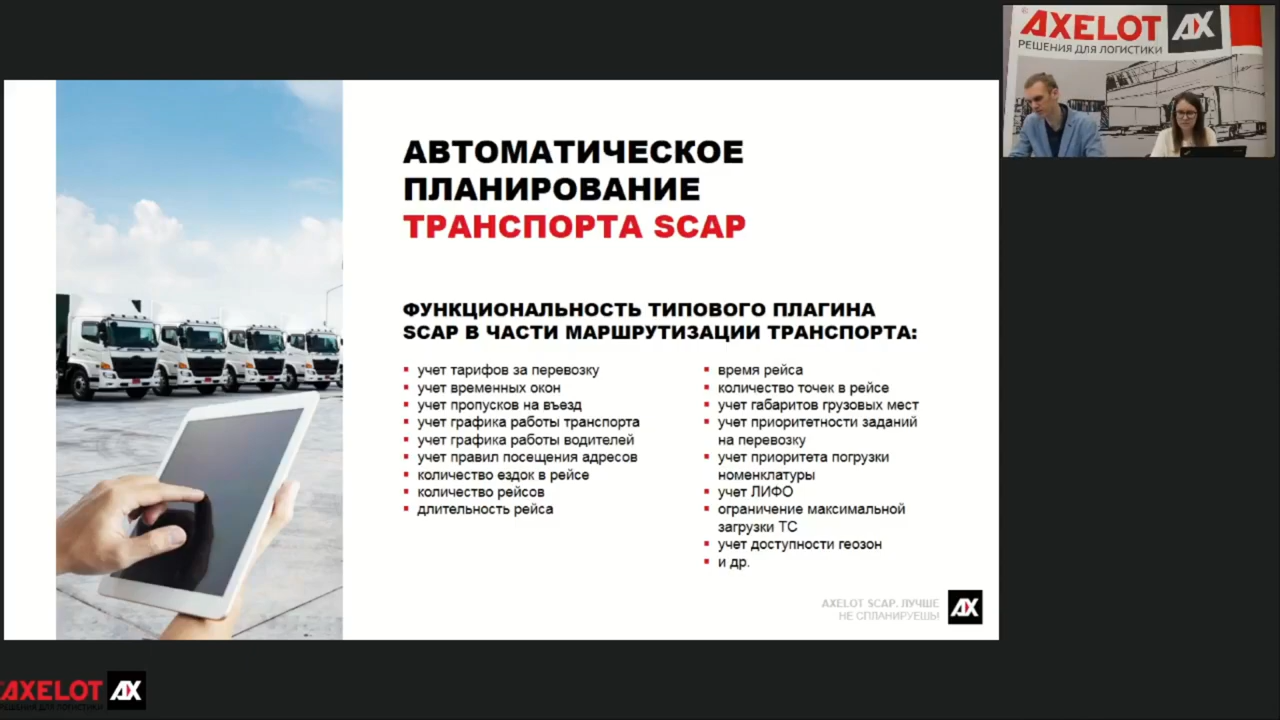 АВТОМАТИЧЕСКОЕ
ПЛАНИРОВАНИЕ
ТРАНСПОРТА SCAP
ФУНКЦИОНАЛЬНОСТЬ ТИПОВОГО ПЛАГИНА
SCAP В ЧАСТИ МАРШРУТИЗАЦИИ ТРАНСПОРТА:
учет тарифов за перевозку
учет временных окон
учет пропусков на въезд
учет графика работы транспорта
учет графика работы водителей
учет правил посещения адресов
количество ездок в рейсе
количество рейсов
длительность рейса
время рейса
количество точек в рейсе
учет габаритов грузовых мест
учет приоритетности заданий
на перевозку
учет приоритета погрузки
номенклатуры
учет ЛИФО
ограничение максимальной
загрузки ТС
учет доступности геозон
и др.
AXELOT SCAP. ЛУЧШЕ
НЕ СПЛАНИРУЕШЬ!
AX
AXELOT AX
РЕШЕНИЯ ДЛЯ ЛОГИСТИКИ
AXELOT AX
РЕШЕНИЯ ДЛЯ ЛОГИСТИКИ